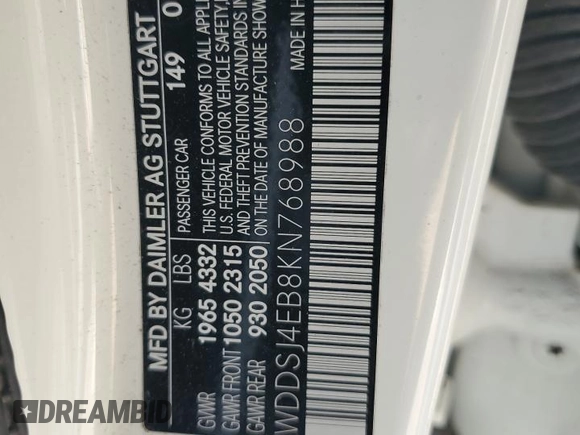 MFD BY DAIMLER AG STUTTGART
KG LBS PASSENGER CAR 149 0
GVWR 1965 4332
GAWR FRONT 1050 2315
GAWR REAR 930 2050
THIS VEHICLE CONFORMS TO ALL APPLI
U.S. FEDERAL MOTOR VEHICLE SAFETY,
AND THEFT PREVENTION STANDARDS IN
ON THE DATE OF MANUFACTURE SHOW
WDDSJ4EB8KN768988
DREAMBID